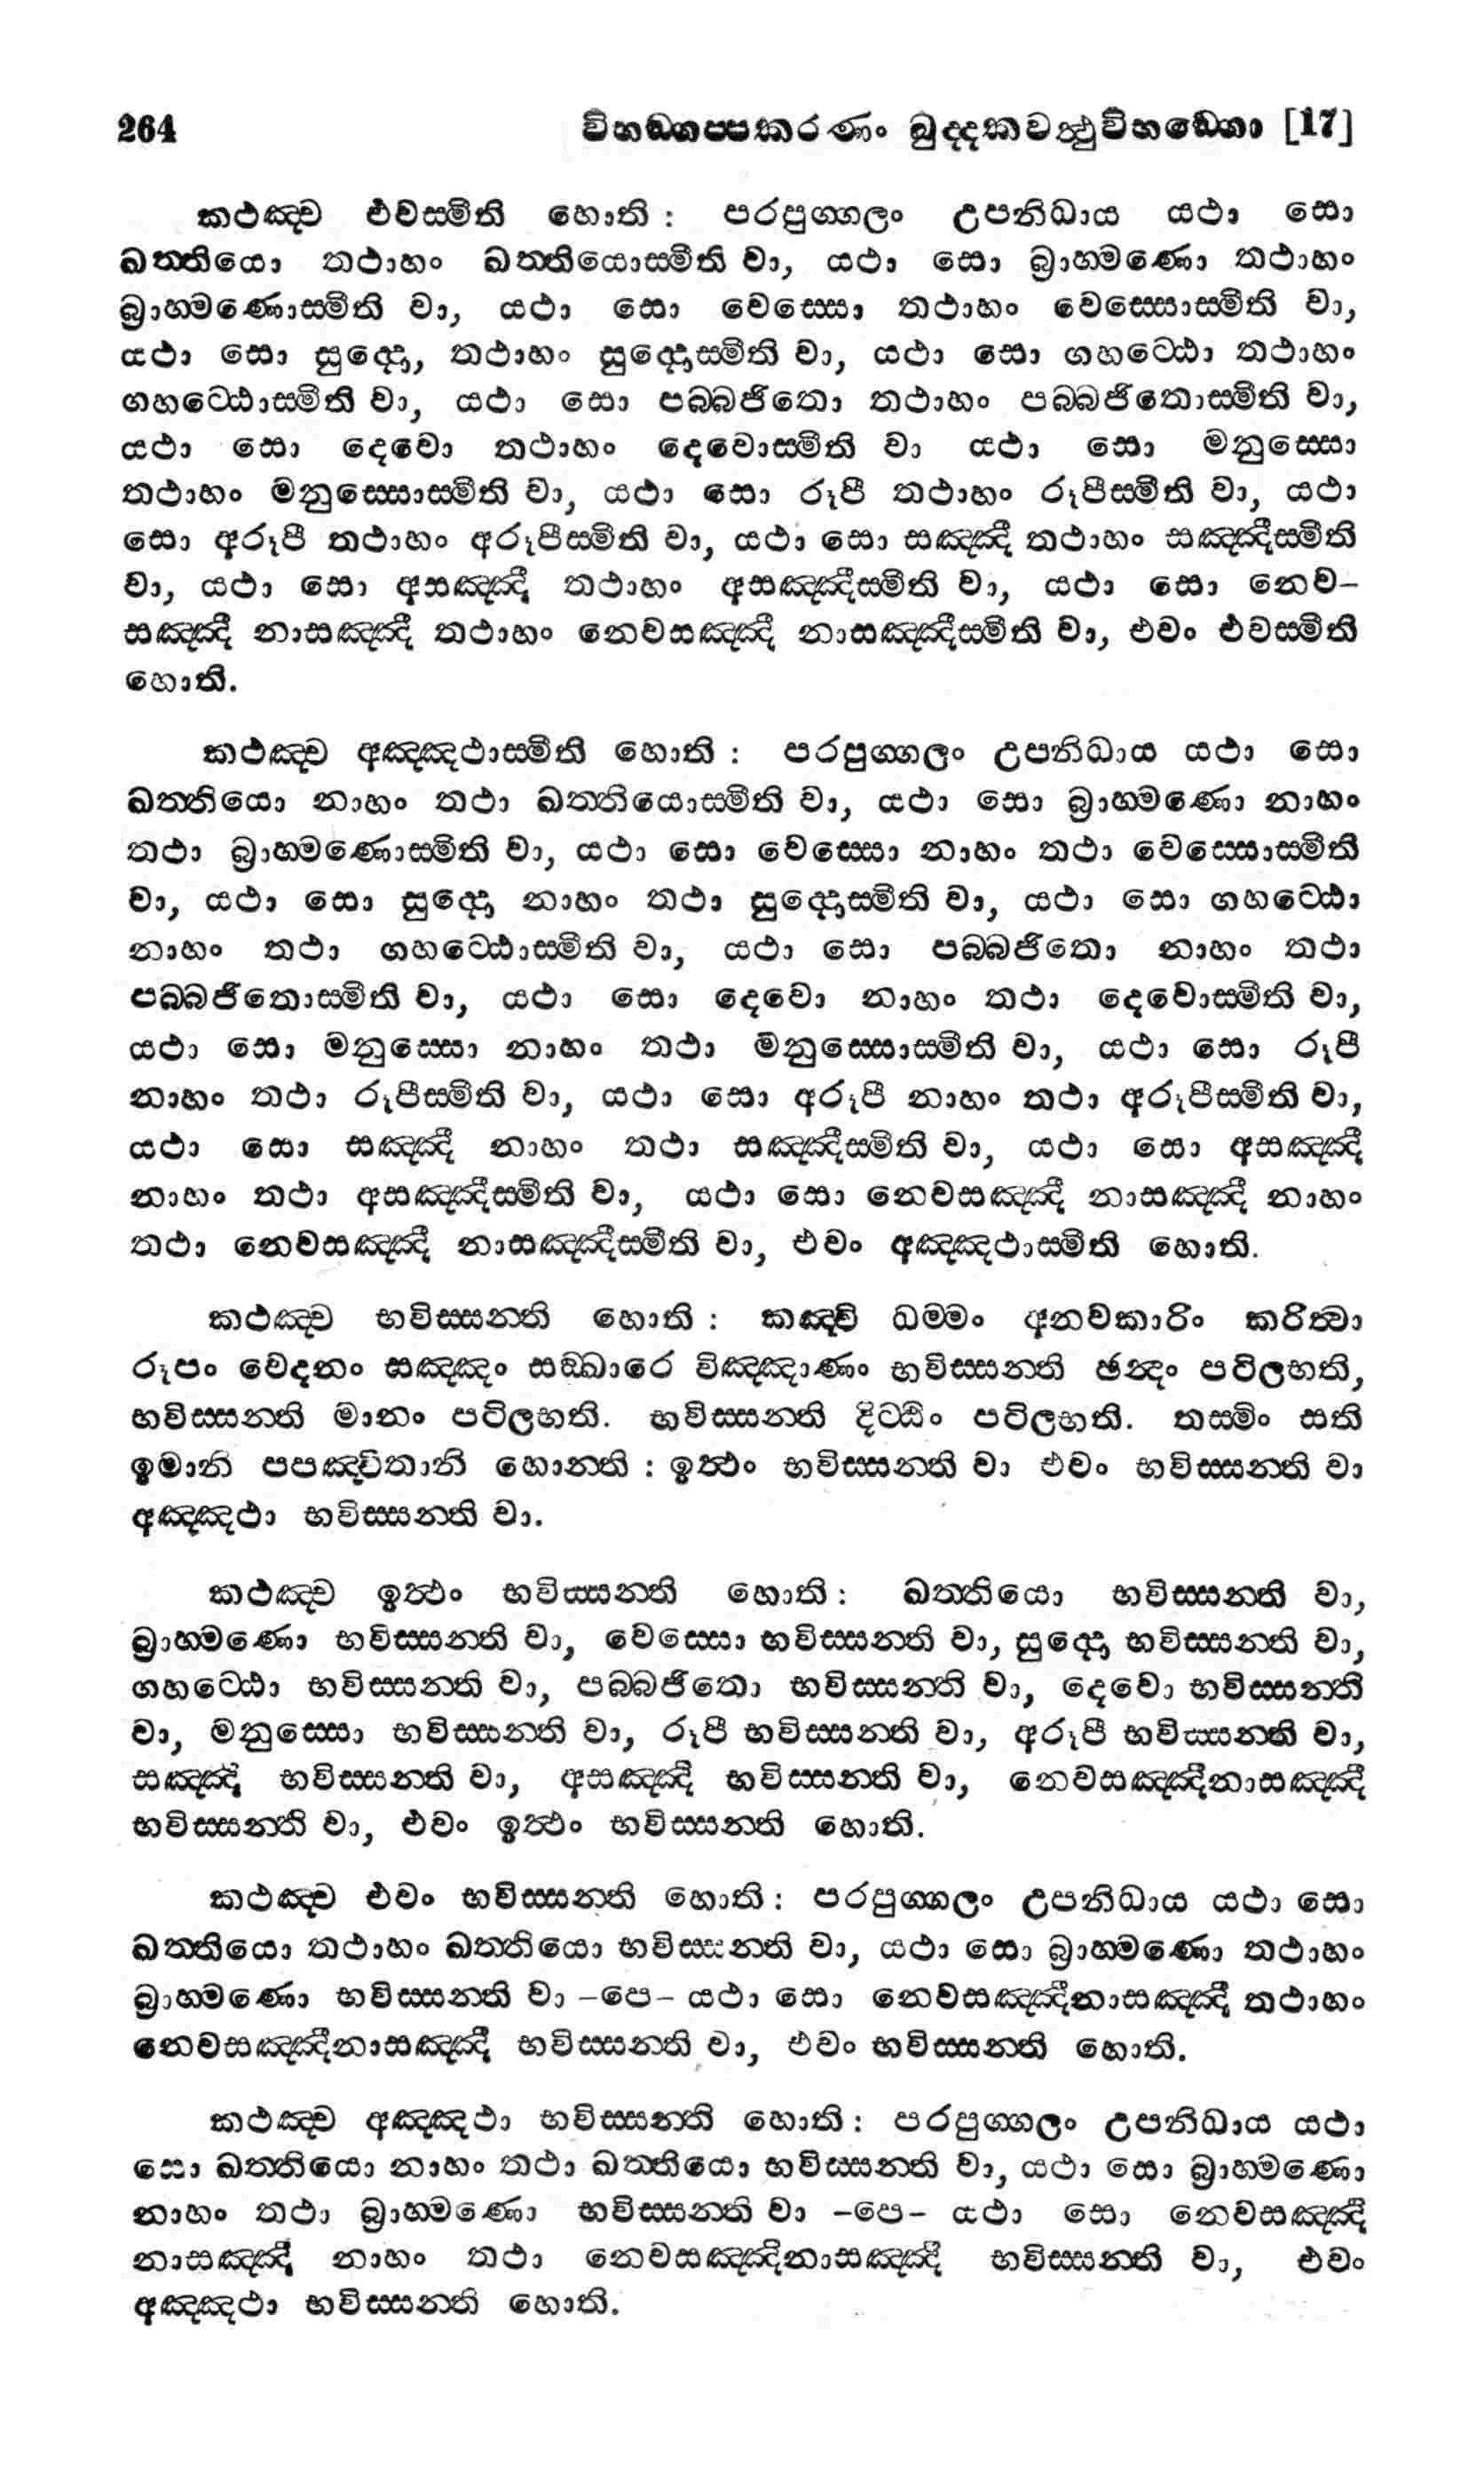 264 විභඞ්ගප්පකරණං ඛුද්දකවත්ථුවිභඞ්ගො [17]
කථඤ්ච එවස්මීති හොති : පරපුග්ගලං උපනිධාය යථා සො
ඛත්තියො තථාහං ඛත්තියොස්මීති වා, යථා සො බ්‍රාහ්මණො තථාහං
බ්‍රාහ්මණොස්මීති වා, යථා සො වෙස්සො තථාහං වෙස්සොස්මීති වා,
යථා සො සුද්දො, තථාහං සුද්දොස්මීති වා, යථා සො ගහට්ඨො තථාහං
ගහට්ඨොස්මීති වා, යථා සො පබ්බජිතො තථාහං පබ්බජිතොස්මීති වා,
යථා සො දෙවො තථාහං දෙවොස්මීති වා යථා සො මනුස්සො
තථාහං මනුස්සොස්මීති වා, යථා සො රූපී තථාහං රූපීස්මීති වා, යථා
සො අරූපී තථාහං අරූපීස්මීති වා, යථා සො සඤ්ඤී තථාහං සඤ්ඤීස්මීති
වා, යථා සො අසඤ්ඤී තථාහං අසඤ්ඤීස්මීති වා, යථා සො නෙව-
සඤ්ඤී නාසඤ්ඤී තථාහං නෙවසඤ්ඤී නාසඤ්ඤීස්මීති වා, එවං එවස්මීති
හොති.
කථඤ්ච අඤ්ඤථාස්මීති හොති : පරපුග්ගලං උපනිධාය යථා සො
ඛත්තියො නාහං තථා ඛත්තියොස්මීති වා, යථා සො බ්‍රාහ්මණො නාහං
තථා බ්‍රාහ්මණොස්මීති වා, යථා සො වෙස්සො නාහං තථා වෙස්සොස්මීති
වා, යථා සො සුද්දො නාහං තථා සුද්දොස්මීති වා, යථා සො ගහට්ඨො
නාහං තථා ගහට්ඨොස්මීති වා, යථා සො පබ්බජිතො නාහං තථා
පබ්බජිතොස්මීති වා, යථා සො දෙවො නාහං තථා දෙවොස්මීති වා,
යථා සො මනුස්සො නාහං තථා මනුස්සොස්මීති වා, යථා සො රූපී
නාහං තථා රූපීස්මීති වා, යථා සො අරූපී නාහං තථා අරූපීස්මීති වා,
යථා සො සඤ්ඤී නාහං තථා සඤ්ඤීස්මීති වා, යථා සො අසඤ්ඤී
නාහං තථා අසඤ්ඤීස්මීති වා, යථා සො නෙවසඤ්ඤී නාසඤ්ඤී නාහං
තථා නෙවසඤ්ඤී නාසඤ්ඤීස්මීති වා, එවං අඤ්ඤථාස්මීති හොති.
කථඤ්ච භවිස්සන්ති හොති : කඤ්චි ධම්මං අනවකාරිං කරිත්වා
රූපං වෙදනං සඤ්ඤං සඞ්ඛාරෙ විඤ්ඤාණං භවිස්සන්ති ඡන්දං පටිලභති,
භවිස්සන්ති මානං පටිලභති. භවිස්සන්ති දිට්ඨිං පටිලභති. තස්මිං සති
ඉමානි පපඤ්චිතානි හොන්ති : ඉත්ථං භවිස්සන්ති වා එවං භවිස්සන්ති වා
අඤ්ඤථා භවිස්සන්ති වා.
කථඤ්ච ඉත්ථං භවිස්සන්ති හොති : ඛත්තියො භවිස්සන්ති වා,
බ්‍රාහ්මණො භවිස්සන්ති වා, වෙස්සො භවිස්සන්ති වා, සුද්දො භවිස්සන්ති වා,
ගහට්ඨො භවිස්සන්ති වා, පබ්බජිතො භවිස්සන්ති වා, දෙවො භවිස්සන්ති
වා, මනුස්සො භවිස්සන්ති වා, රූපී භවිස්සන්ති වා, අරූපී භවිස්සන්ති වා,
සඤ්ඤී භවිස්සන්ති වා, අසඤ්ඤී භවිස්සන්ති වා, නෙවසඤ්ඤීනාසඤ්ඤී
භවිස්සන්ති වා, එවං ඉත්ථං භවිස්සන්ති හොති.
කථඤ්ච එවං භවිස්සන්ති හොති : පරපුග්ගලං උපනිධාය යථා සො
ඛත්තියො තථාහං ඛත්තියො භවිස්සන්ති වා, යථා සො බ්‍රාහ්මණො තථාහං
බ්‍රාහ්මණො භවිස්සන්ති වා -පෙ- යථා සො නෙවසඤ්ඤීනාසඤ්ඤී තථාහං
නෙවසඤ්ඤීනාසඤ්ඤී භවිස්සන්ති වා, එවං භවිස්සන්ති හොති.
කථඤ්ච අඤ්ඤථා භවිස්සන්ති හොති : පරපුග්ගලං උපනිධාය යථා
සො ඛත්තියො නාහං තථා ඛත්තියො භවිස්සන්ති වා, යථා සො බ්‍රාහ්මණො
නාහං තථා බ්‍රාහ්මණො භවිස්සන්ති වා -පෙ- යථා සො නෙවසඤ්ඤී
නාසඤ්ඤී නාහං තථා නෙවසඤ්ඤිනාසඤ්ඤී භවිස්සන්ති වා, එවං
අඤ්ඤථා භවිස්සන්ති හොති.